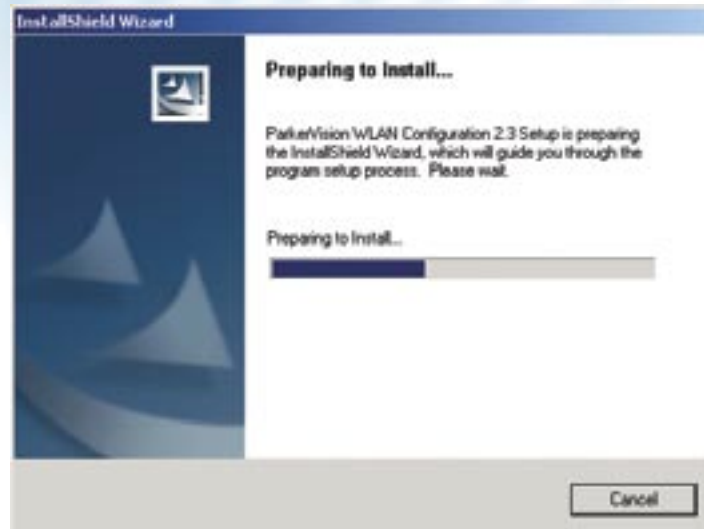 InstallShield Wizard
Preparing to Install...
ParkerVision WLAN Configuration 2.3 Setup is preparing
the InstallShield Wizard, which will guide you through the
program setup process. Please wait.
Preparing to Install...
Cancel